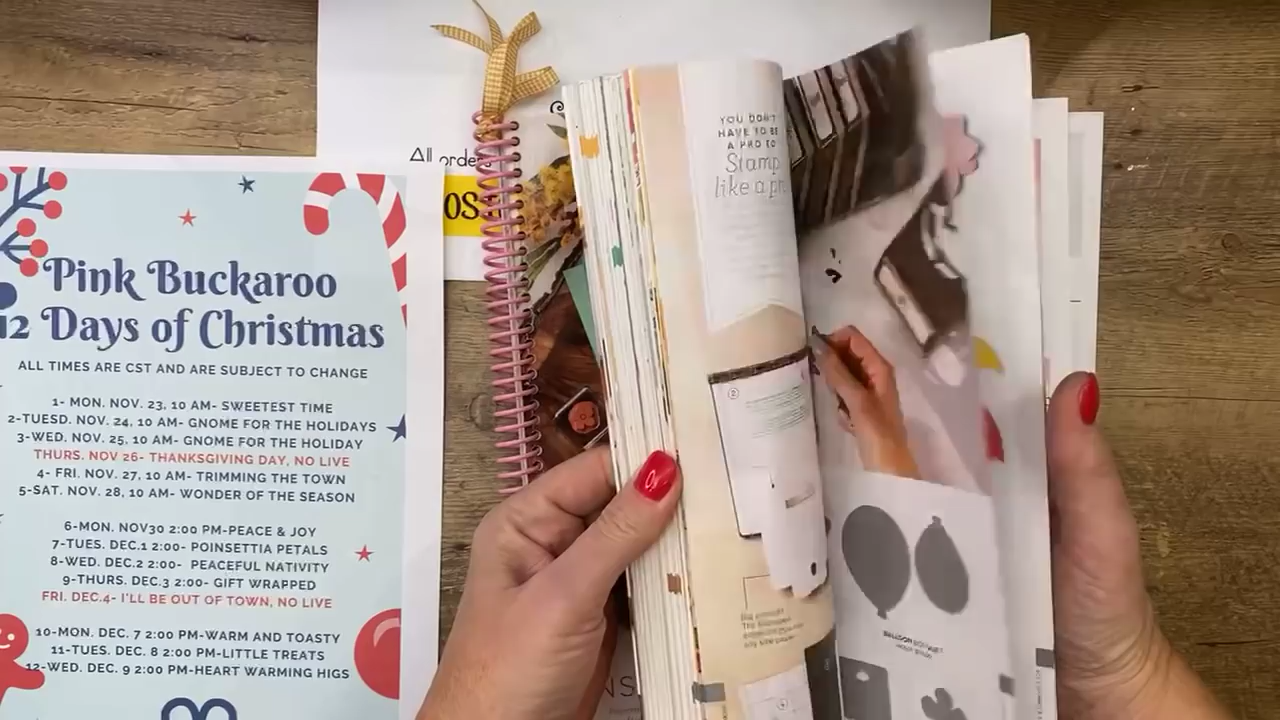 All orders
OS
Pink Buckaroo
12 Days of Christmas
ALL TIMES ARE CST AND ARE SUBJECT TO CHANGE
1- MON. NOV. 23, 10 AM- SWEETEST TIME
2-TUESD. NOV. 24, 10 AM- GNOME FOR THE HOLIDAYS
3-WED. NOV. 25, 10 AM- GNOME FOR THE HOLIDAY
THURS. NOV 26- THANKSGIVING DAY, NO LIVE
4- FRI. NOV. 27, 10 AM- TRIMMING THE TOWN
5-SAT. NOV. 28, 10 AM- WONDER OF THE SEASON
6-MON. NOV30 2:00 PM-PEACE & JOY
7-TUES. DEC.1 2:00- POINSETTIA PETALS
8-WED. DEC.2 2:00- PEACEFUL NATIVITY
9-THURS. DEC.3 2:00- GIFT WRAPPED
FRI. DEC.4- I'LL BE OUT OF TOWN, NO LIVE
10-MON. DEC. 7 2:00 PM-WARM AND TOASTY
11-TUES. DEC. 8 2:00 PM-LITTLE TREATS
12-WED. DEC. 9 2:00 PM-HEART WARMING HIGS
YOU DON'T
HAVE TO BE
A PRO TO
Stamp
like a pr
2
BALLOON BOUQUET
NS